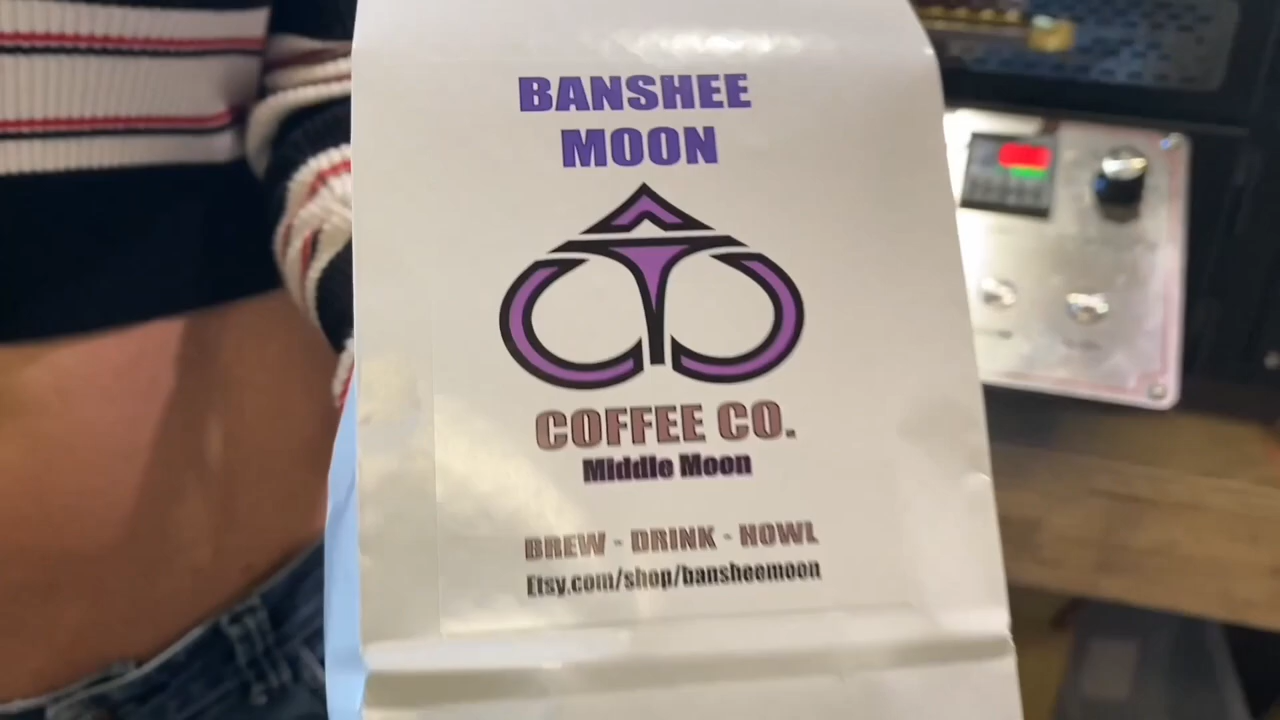 BANSHEE
MOON
COFFEE CO.
Middle Moon
BREW - DRINK - HOWL
Etsy.com/shop/bansheemoon